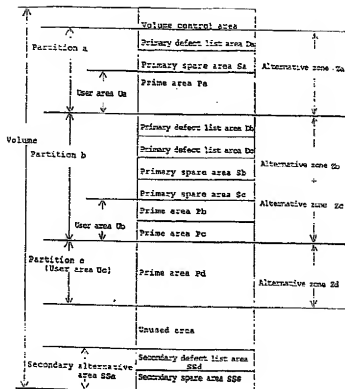 Volume control area
Partition a
Primary defect list area Da
Primary spare area Sa
Alternative zone Za
Prime area Pa
User area Ua
Volume
Partition b
Primary defect list area Db
Primary defect list area Dc
Alternative zone Zb
+
Primary spare area Sb
Primary spare area Sc
Alternative zone Zc
User area Ub
Prime area Pb
Prime area Pc
Partition c
(User area Uc)
Prime area Pd
Alternative zone Zd
Unused area
Secondary alternative
area SSa
Secondary defect list area
Secondary spare area